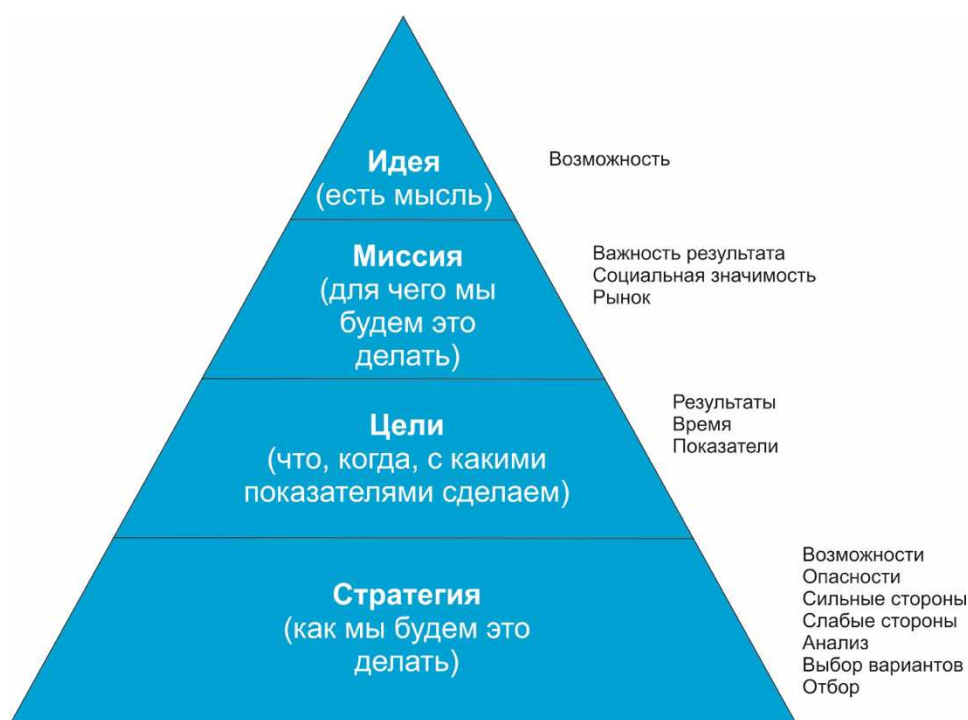 Идея
(есть мысль)
Возможность
Миссия
(для чего мы
будем это
делать)
Важность результата
Социальная значимость
Рынок
Цели
(что, когда, с какими
показателями сделаем)
Результаты
Время
Показатели
Стратегия
(как мы будем это
делать)
Возможности
Опасности
Сильные стороны
Слабые стороны
Анализ
Выбор вариантов
Отбор